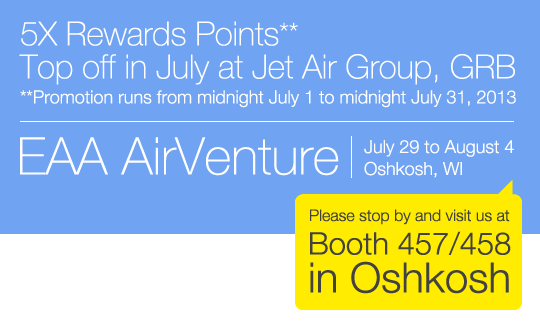 5X Rewards Points**
Top off in July at Jet Air Group, GRB
**Promotion runs from midnight July 1 to midnight July 31, 2013
EAA AirVenture
July 29 to August 4
Oshkosh, WI
Please stop by and visit us at
Booth 457/458
in Oshkosh